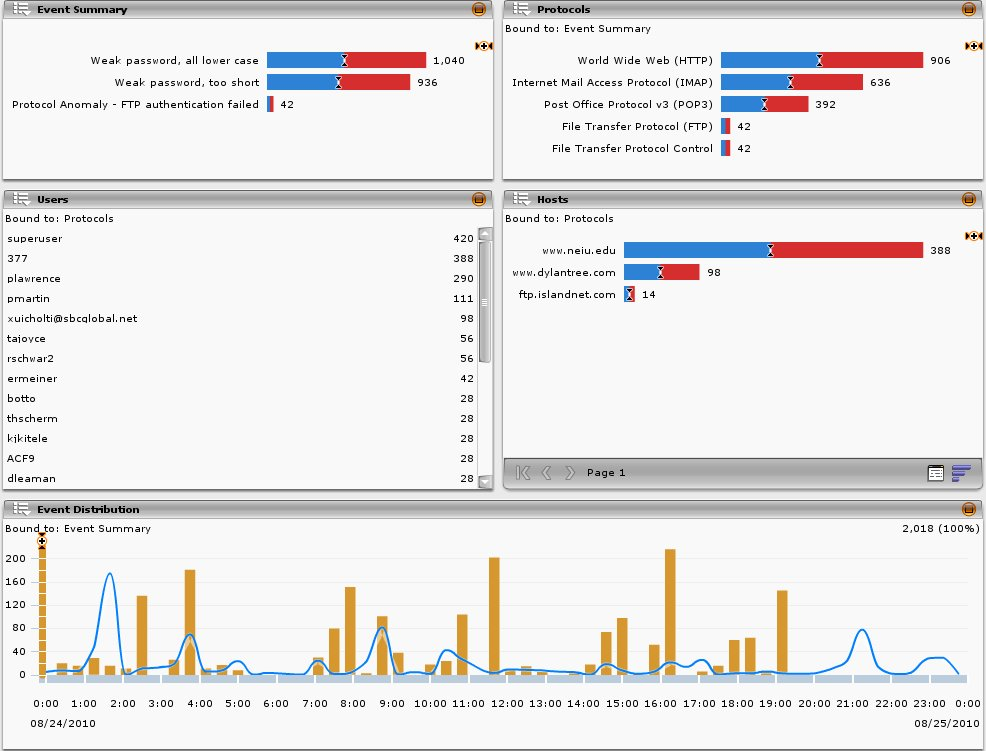 Event Summary
Weak password, all lower case 1,040
Weak password, too short 936
Protocol Anomaly - FTP authentication failed 42
Protocols
Bound to: Event Summary
World Wide Web (HTTP) 906
Internet Mail Access Protocol (IMAP) 636
Post Office Protocol v3 (POP3) 392
File Transfer Protocol (FTP) 42
File Transfer Protocol Control 42
Users
Bound to: Protocols
superuser 420
377 388
plawrence 290
pmartin 111
xuicholti@sbcglobal.net 98
tajoyce 56
rschwar2 56
ermeiner 42
botto 28
thscherm 28
kjkitele 28
ACF9 28
dleaman 28
Hosts
Bound to: Protocols
www.neiu.edu 388
www.dylantree.com 98
ftp.islandnet.com 14
Page 1
Event Distribution
Bound to: Event Summary 2,018 (100%)
200
160
120
80
40
0
0:00 1:00 2:00 3:00 4:00 5:00 6:00 7:00 8:00 9:00 10:00 11:00 12:00 13:00 14:00 15:00 16:00 17:00 18:00 19:00 20:00 21:00 22:00 23:00 0:00
08/24/2010 08/25/2010